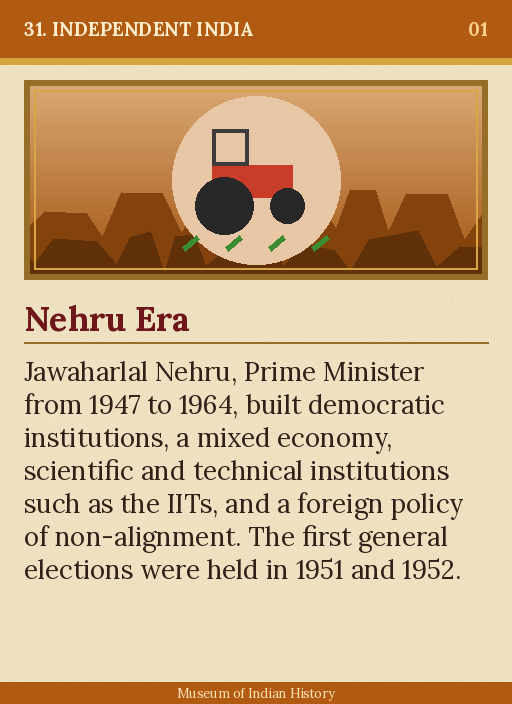 31. INDEPENDENT INDIA
01
Nehru Era
Jawaharlal Nehru, Prime Minister
from 1947 to 1964, built democratic
institutions, a mixed economy,
scientific and technical institutions
such as the IITs, and a foreign policy
of non-alignment. The first general
elections were held in 1951 and 1952.
Museum of Indian History